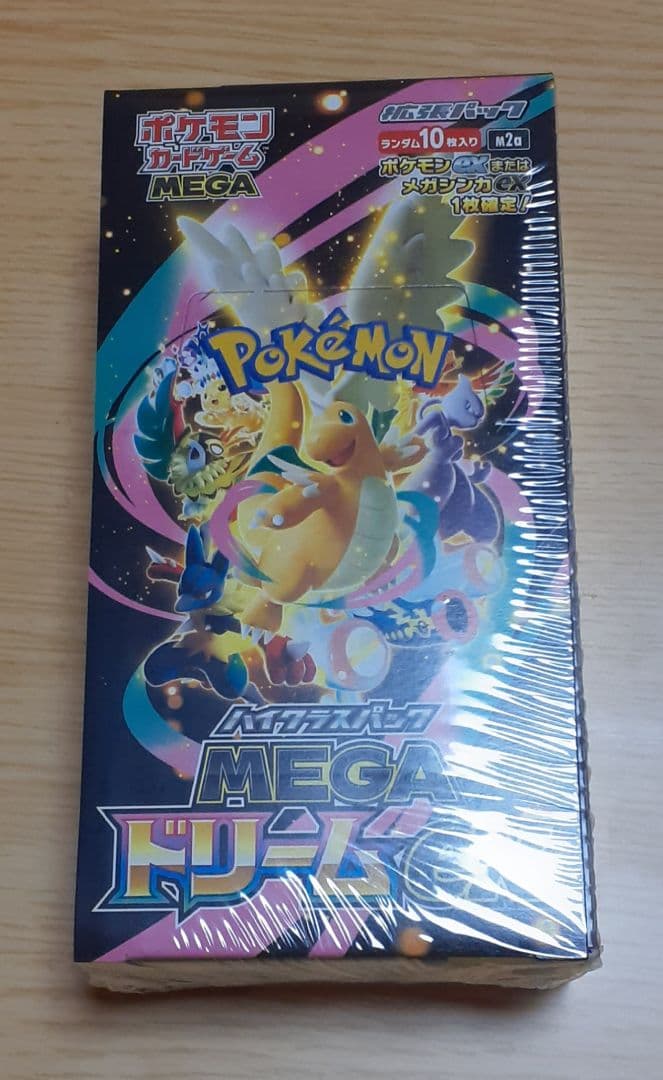 ポケモン
カードゲーム
MEGA
拡張パック
ランダム10枚入り
M2a
ポケモンexまたは
メガシンカex
1枚確定!
POKéMON
ハイクラスパック
MEGA
ドリームex